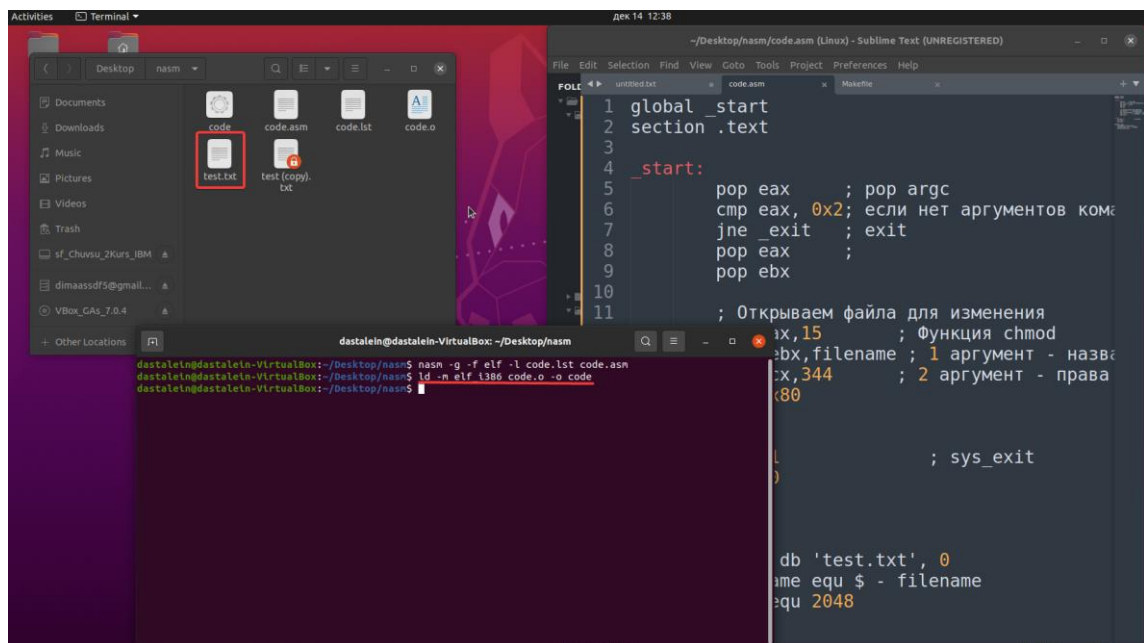 Activities
Terminal
дек 14 12:38
Desktop nasm
Documents
Downloads
Music
Pictures
Videos
Trash
sf_Chuvsu_2Kurs_IBM
dimaassdf5@gmail...
VBox_GAs_7.0.4
+ Other Locations
code
code.asm
code.lst
code.o
test.txt
test (copy).
txt
~/Desktop/nasm/code.asm (Linux) - Sublime Text (UNREGISTERED)
File Edit Selection Find View Goto Tools Project Preferences Help
FOLD
untitled.txt
code.asm
Makefile
1 global _start
2 section .text
3
4 _start:
5 pop eax ; pop argc
6 cmp eax, 0x2; если нет аргументов кома
7 jne _exit ; exit
8 pop eax ;
9 pop ebx
10
11 ; Открываем файла для изменения
ax,15 ; Функция chmod
ebx,filename ; 1 аргумент - назва
cx,344 ; 2 аргумент - права
x80
; sys_exit
db 'test.txt', 0
ame equ $ - filename
equ 2048
dastalein@dastalein-VirtualBox: ~/Desktop/nasm
dastalein@dastalein-VirtualBox:~/Desktop/nasm$ nasm -g -f elf -l code.lst code.asm
dastalein@dastalein-VirtualBox:~/Desktop/nasm$ ld -m elf_i386 code.o -o code
dastalein@dastalein-VirtualBox:~/Desktop/nasm$